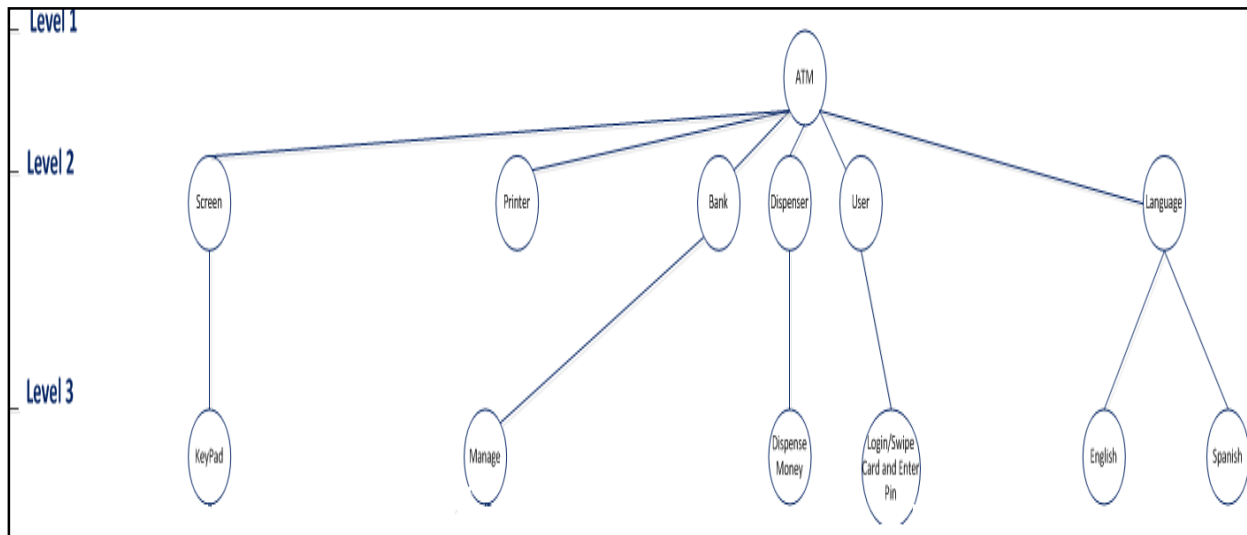 Level 1
ATM
Level 2
Screen
Printer
Bank
Dispenser
User
Language
Level 3
KeyPad
Manage
Dispense
Money
Login/Swipe
Card and Enter
Pin
English
Spanish